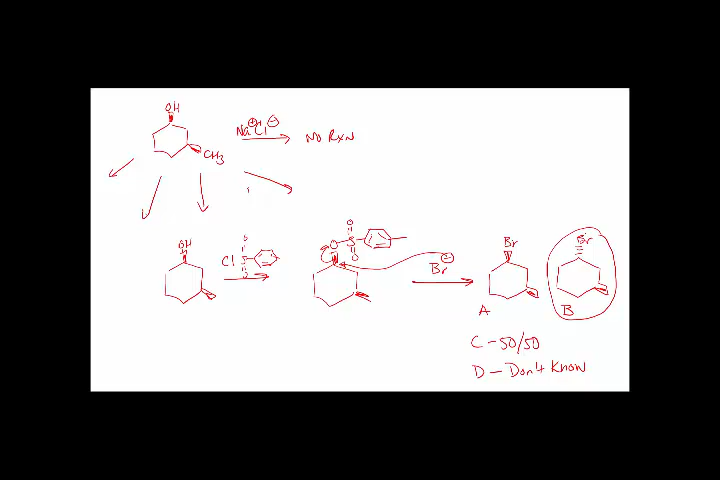 OH
Na⊕Cl⊖
NO RXN
CH3
O
OH
O
O
S
Cl
S
O
O
⊖
Br
Br
Br
A
B
C - 50/50
D - Don't Know